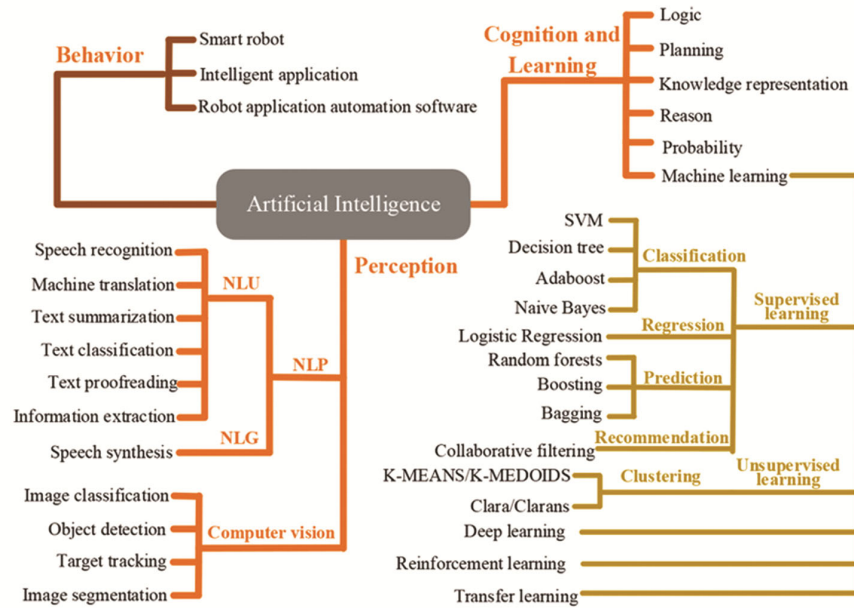 Behavior
Smart robot
Intelligent application
Robot application automation software
Cognition and
Learning
Logic
Planning
Knowledge representation
Reason
Probability
Machine learning
Artificial Intelligence
Perception
Speech recognition
Machine translation
Text summarization
Text classification
Text proofreading
Information extraction
NLU
NLP
NLG
Speech synthesis
Image classification
Object detection
Target tracking
Image segmentation
Computer vision
SVM
Decision tree
Adaboost
Naive Bayes
Classification
Logistic Regression
Regression
Random forests
Boosting
Bagging
Prediction
Collaborative filtering
Recommendation
Supervised
learning
K-MEANS/K-MEDOIDS
Clara/Clarans
Clustering
Unsupervised
learning
Deep learning
Reinforcement learning
Transfer learning